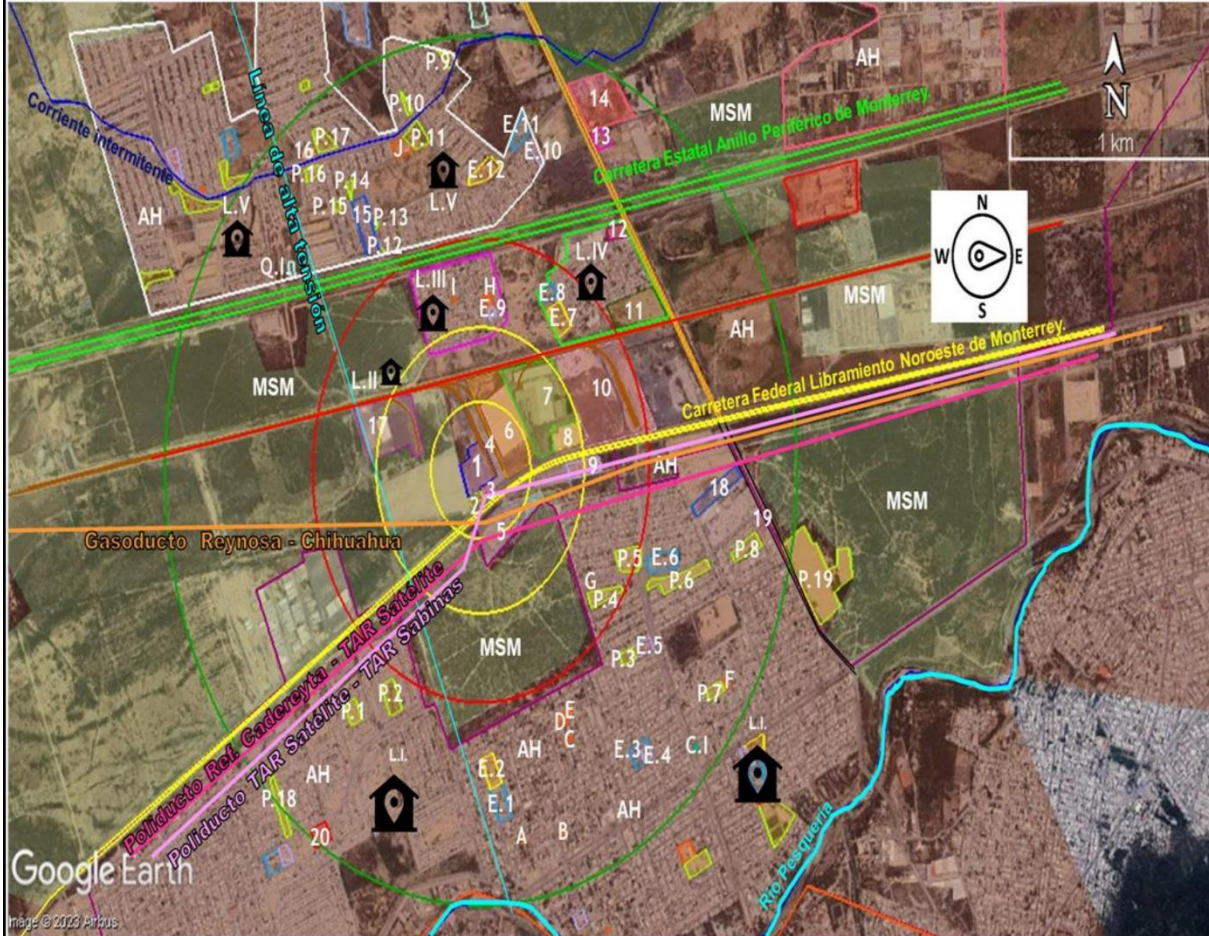 P.9
AH
N
1 km
14
13
MSM
Carretera Estatal Anillo Periférico de Monterrey.
P.10
P.11
J
E.11
E.10
E.12
L.V
Corriente intermitente
Línea de alta tensión
P.17
16
P.16
P.14
P.15
15
P.13
P.12
L.V
AH
Q.In
N
W
E
S
12
L.IV
L.III
I
H
E.9
E.8
E.7
11
MSM
AH
MSM
L.II
17
7
10
Carretera Federal Libramiento Noroeste de Monterrey.
4
6
8
1
3
2
5
9
AH
18
19
MSM
Gasoducto Reynosa - Chihuahua
P.5
E.6
P.8
G
P.4
P.6
P.19
MSM
P.3
E.5
P.7
F
P.1
P.2
Poliducto Ref. Cadereyta - TAR Satélite
Poliducto TAR Satélite - TAR Sabinas
E
D
C
AH
E.3
E.4
C.I
L.I.
L.I.
AH
P.18
20
E.2
E.1
A
B
AH
Río Pesquería
Google Earth
Image © 2023 Airbus